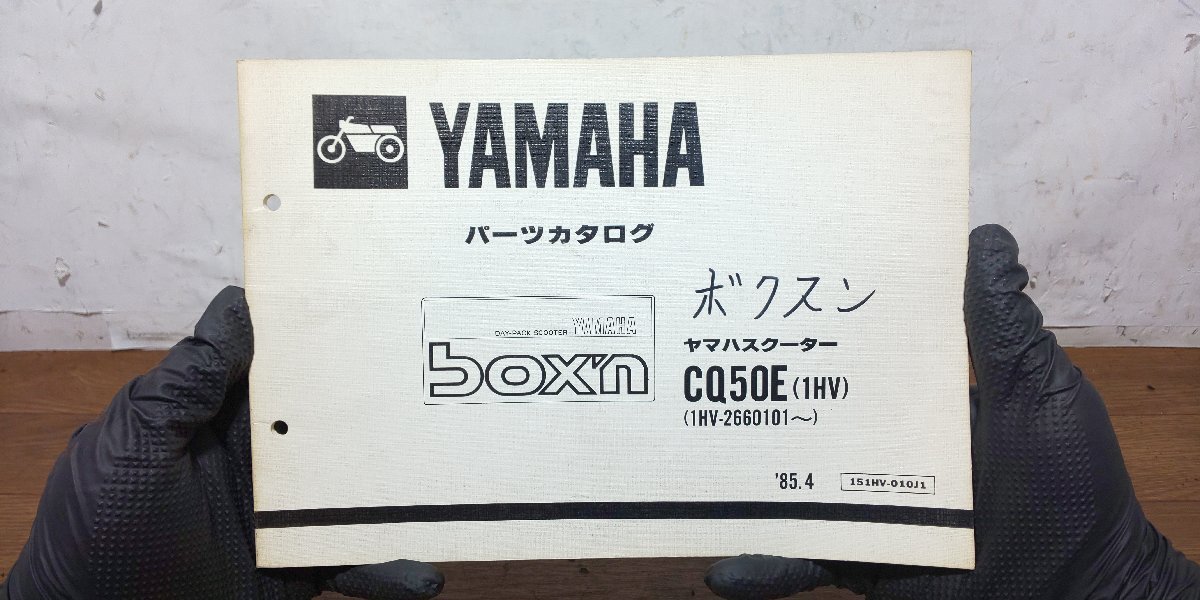 YAMAHA
パーツカタログ
ボクスン
DAY-PACK SCOOTER YAMAHA
box'n
ヤマハスクーター
CQ50E (1HV)
(1HV-2660101〜)
'85.4
151HV-010J1